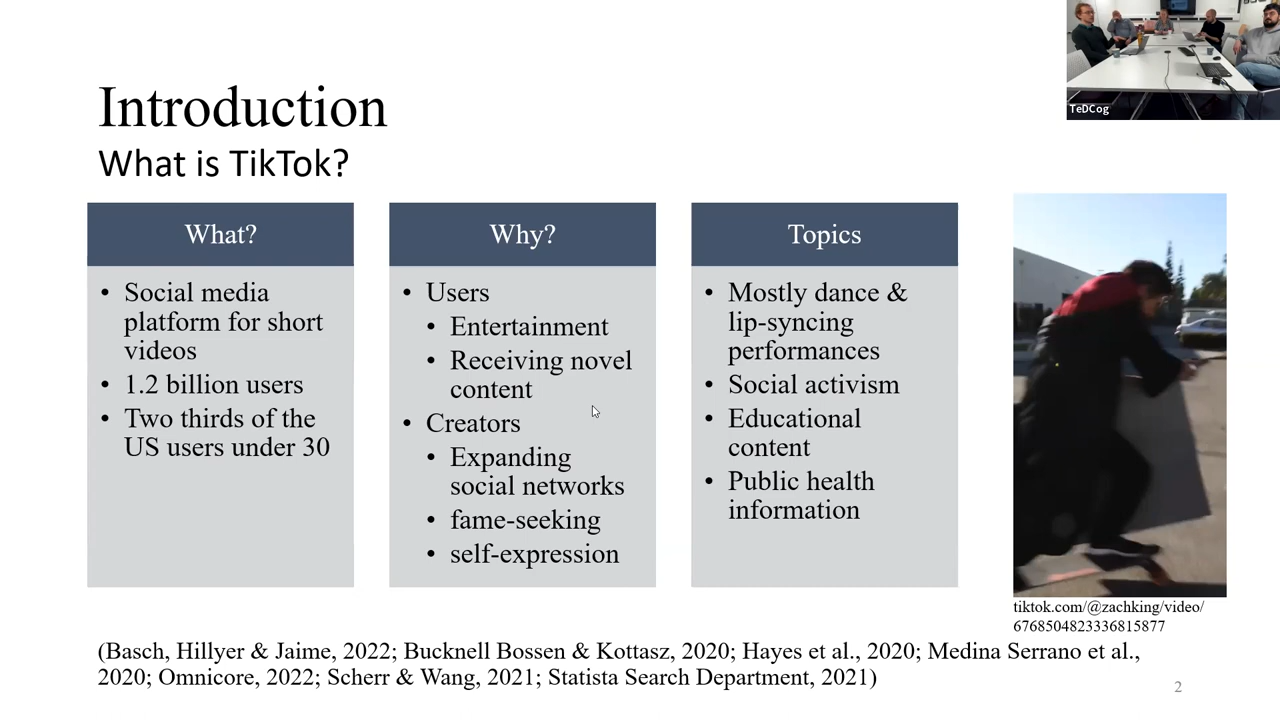 TeDCog
Introduction
What is TikTok?
What?
• Social media
platform for short
videos
• 1.2 billion users
• Two thirds of the
US users under 30
Why?
• Users
• Entertainment
• Receiving novel
content
• Creators
• Expanding
social networks
• fame-seeking
• self-expression
Topics
• Mostly dance &
lip-syncing
performances
• Social activism
• Educational
content
• Public health
information
tiktok.com/@zachking/video/
6768504823336815877
(Basch, Hillyer & Jaime, 2022; Bucknell Bossen & Kottasz, 2020; Hayes et al., 2020; Medina Serrano et al.,
2020; Omnicore, 2022; Scherr & Wang, 2021; Statista Search Department, 2021)
2